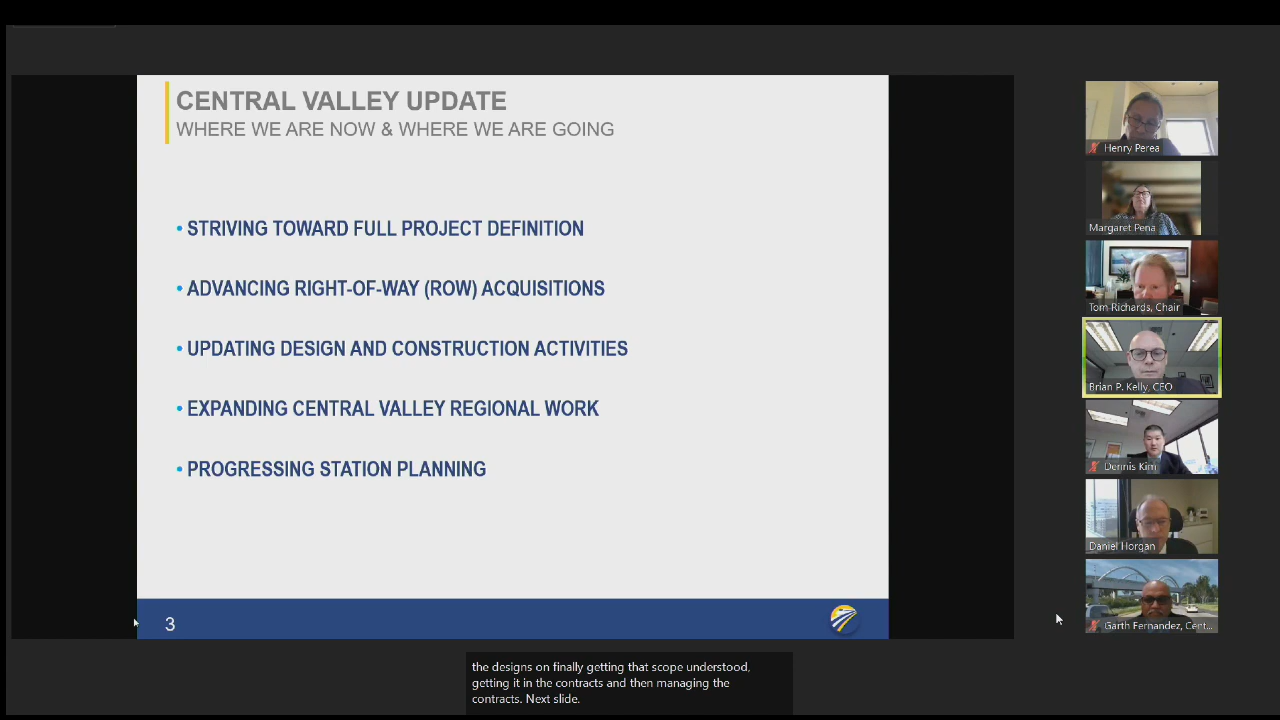 CENTRAL VALLEY UPDATE
WHERE WE ARE NOW & WHERE WE ARE GOING
• STRIVING TOWARD FULL PROJECT DEFINITION
• ADVANCING RIGHT-OF-WAY (ROW) ACQUISITIONS
• UPDATING DESIGN AND CONSTRUCTION ACTIVITIES
• EXPANDING CENTRAL VALLEY REGIONAL WORK
• PROGRESSING STATION PLANNING
3
Henry Perea
Margaret Pena
Tom Richards, Chair
Brian P. Kelly, CEO
Dennis Kim
Daniel Horgan
Garth Fernandez, Cent...
the designs on finally getting that scope understood,
getting it in the contracts and then managing the
contracts. Next slide.